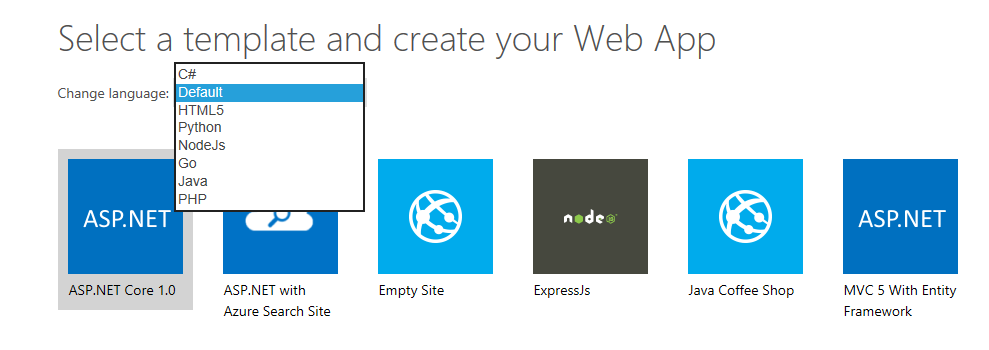 Select a template and create your Web App
Change language:
C#
Default
HTML5
Python
NodeJs
Go
Java
PHP
ASP.NET
node
ASP.NET
ASP.NET Core 1.0
ASP.NET with
Azure Search Site
Empty Site
ExpressJs
Java Coffee Shop
MVC 5 With Entity
Framework